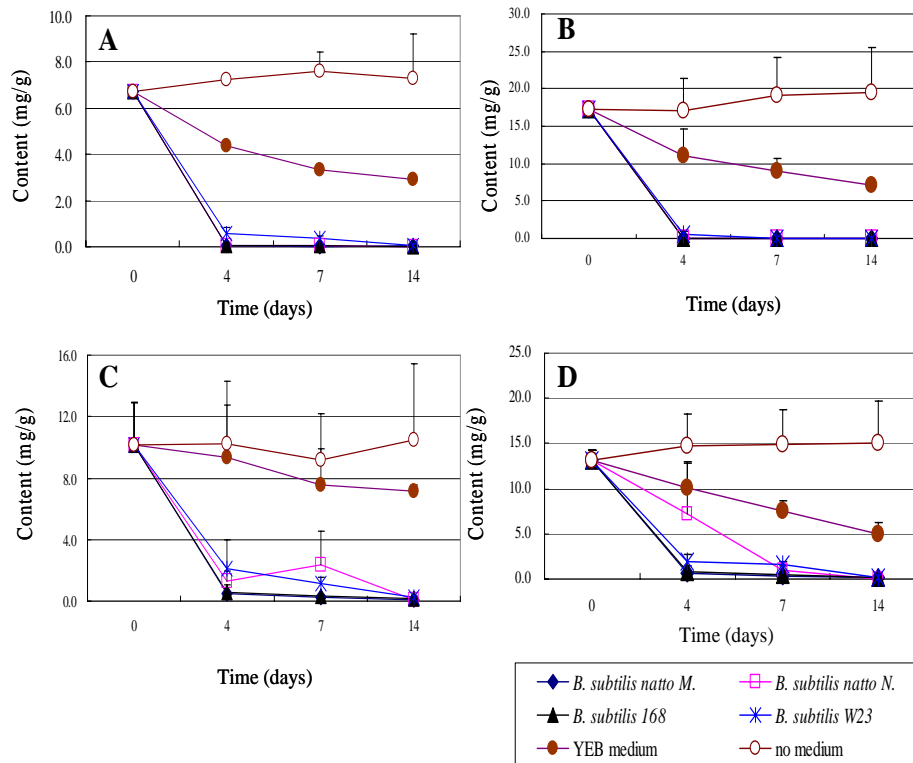 A
Content (mg/g)
10.0
8.0
6.0
4.0
2.0
0.0
0 4 7 14
Time (days)
B
Content (mg/g)
30.0
25.0
20.0
15.0
10.0
5.0
0.0
0 4 7 14
Time (days)
C
Content (mg/g)
16.0
12.0
8.0
4.0
0.0
0 4 7 14
Time (days)
D
Content (mg/g)
25.0
20.0
15.0
10.0
5.0
0.0
0 4 7 14
Time (days)
B. subtilis natto M. B. subtilis natto N.
B. subtilis 168 B. subtilis W23
YEB medium no medium